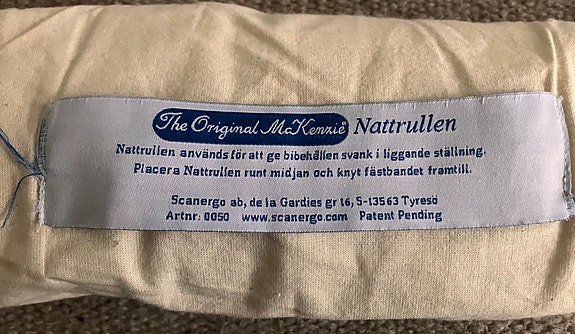 The Original McKenzie® Nattrullen
Nattrullen används för att ge bibehållen svank i liggande ställning.
Placera Nattrullen runt midjan och knyt fästbandet framtill.
Scanergo ab, de la Gardies gr 16, S-13563 Tyresö
Artnr: 0050 www.scanergo.com Patent Pending